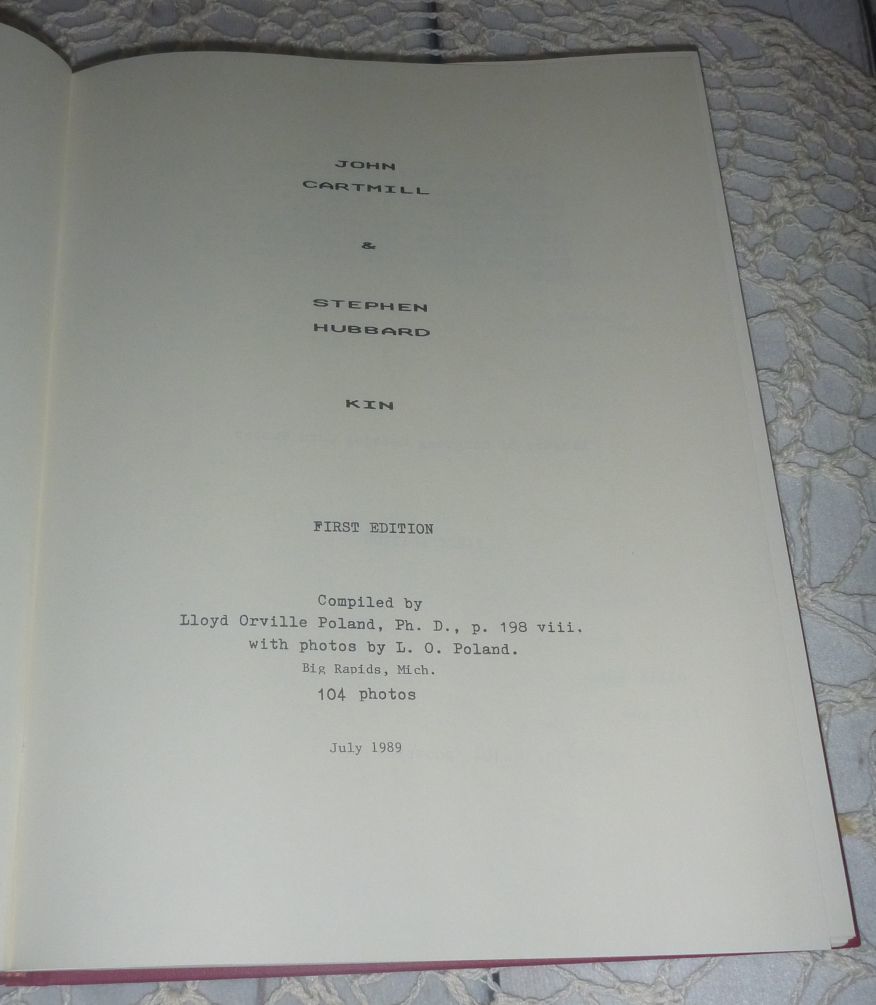 JOHN
CARTMILL
&
STEPHEN
HUBBARD
KIN
FIRST EDITION
Compiled by
Lloyd Orville Poland, Ph. D., p. 198 viii.
with photos by L. O. Poland.
Big Rapids, Mich.
104 photos
July 1989